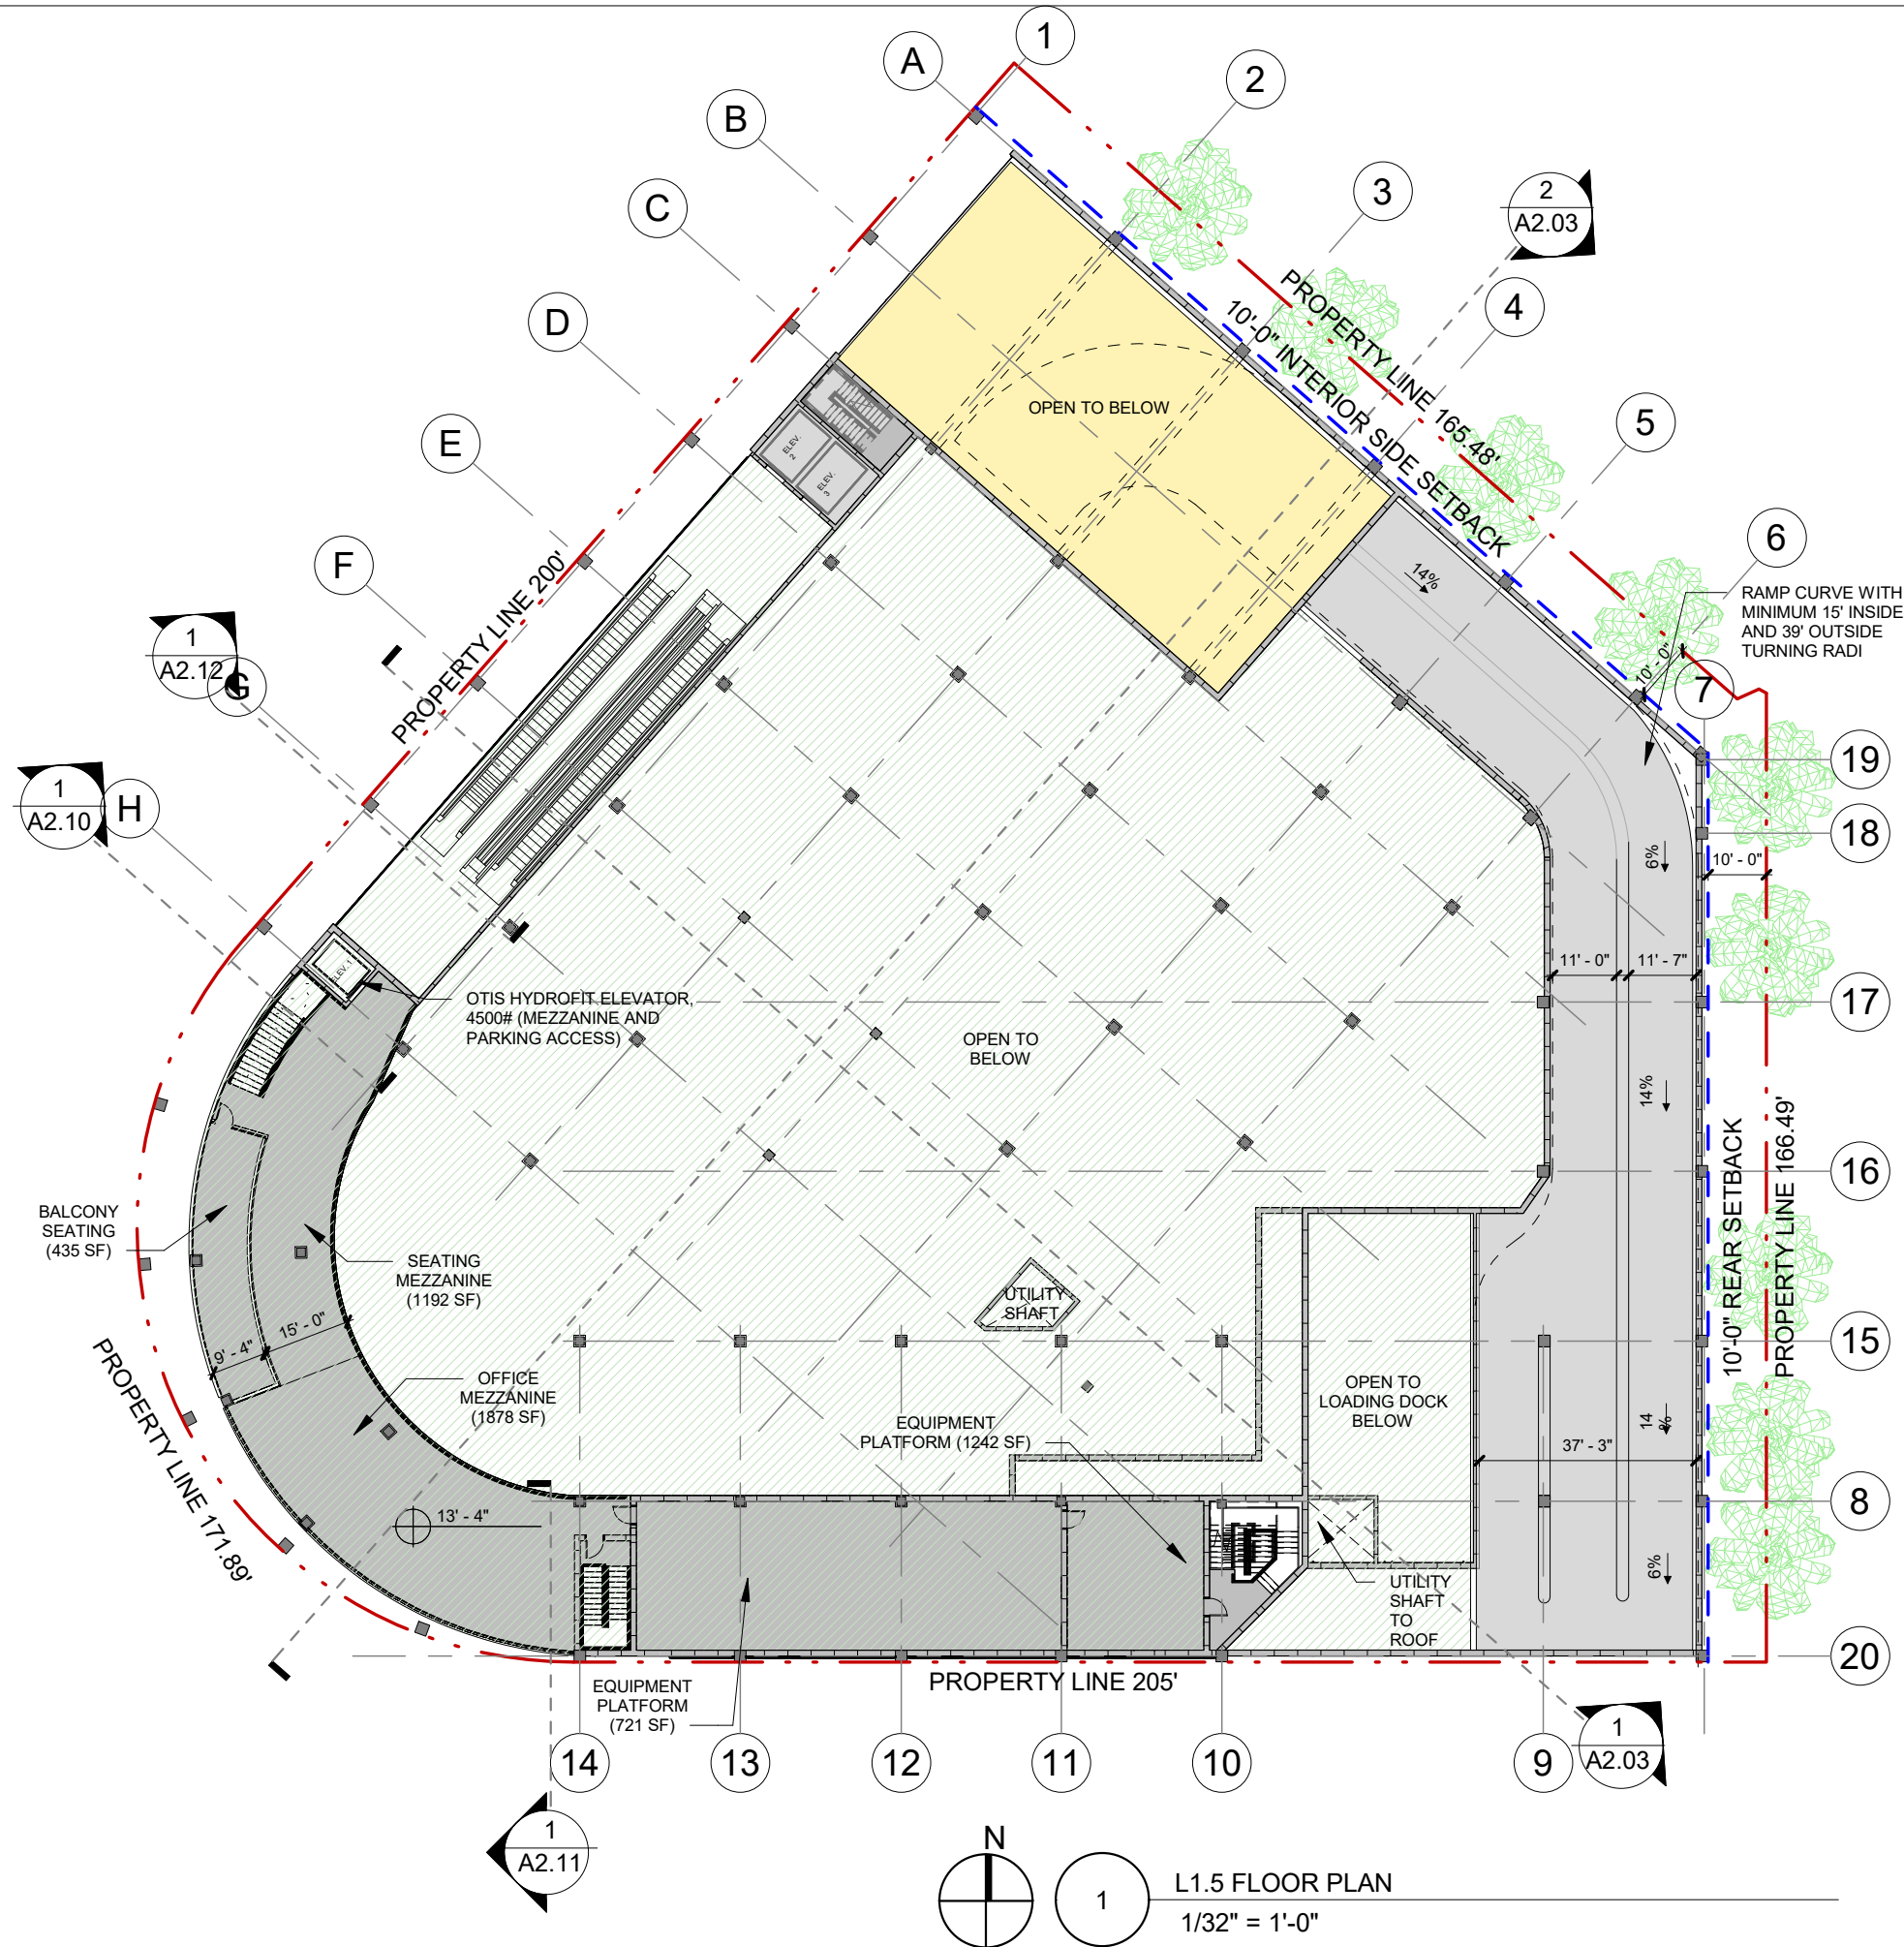 1
A
2
B
3
2
A2.03
C
4
D
PROPERTY LINE 165.48'
10'-0" INTERIOR SIDE SETBACK
5
E
OPEN TO BELOW
ELEV.
2
ELEV.
3
6
F
14%
RAMP CURVE WITH
MINIMUM 15' INSIDE
AND 39' OUTSIDE
TURNING RADI
PROPERTY LINE 200'
1
A2.12
G
10'- 0"
7
19
1
A2.10
H
18
6%
10' - 0"
ELEV. 1
11' - 0"
11' - 7"
OTIS HYDROFIT ELEVATOR,
4500# (MEZZANINE AND
PARKING ACCESS)
17
OPEN TO
BELOW
14%
10'-0" REAR SETBACK
PROPERTY LINE 166.49'
16
BALCONY
SEATING
(435 SF)
SEATING
MEZZANINE
(1192 SF)
UTILITY
SHAFT
15' - 0"
9' - 4"
15
PROPERTY LINE 171.89'
OFFICE
MEZZANINE
(1878 SF)
OPEN TO
LOADING DOCK
BELOW
EQUIPMENT
PLATFORM (1242 SF)
14
%
37' - 3"
13' - 4"
8
6%
UTILITY
SHAFT
TO
ROOF
20
PROPERTY LINE 205'
EQUIPMENT
PLATFORM
(721 SF)
14
13
12
11
10
9
1
A2.03
1
A2.11
N
1
L1.5 FLOOR PLAN
1/32" = 1'-0"